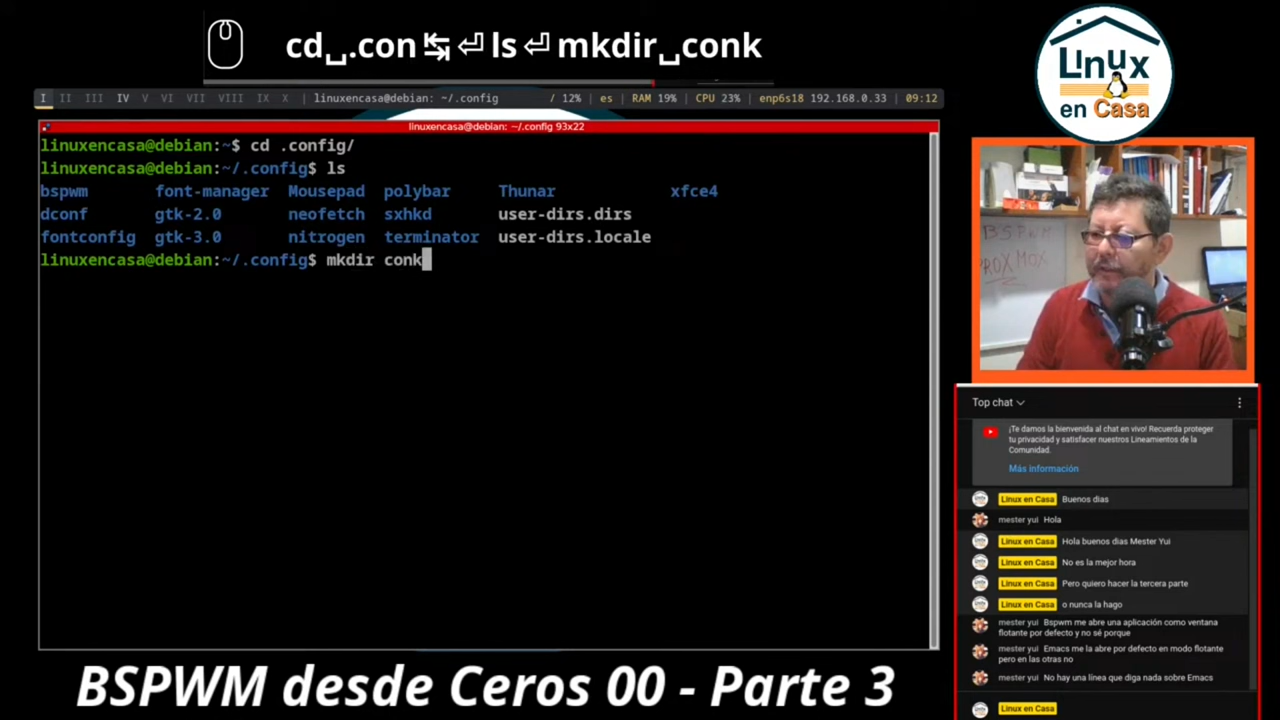 cd␣.con↹⏎ls⏎mkdir␣conk
LInux
en Casa
I II III IV V VI VII VIII IX X | linuxencasa@debian: ~/.config / 12% | es | RAM 19% | CPU 23% | enp6s18 192.168.0.33 | 09:12
linuxencasa@debian: ~/.config 93x22
linuxencasa@debian:~$ cd .config/
linuxencasa@debian:~/.config$ ls
bspwm font-manager Mousepad polybar Thunar xfce4
dconf gtk-2.0 neofetch sxhkd user-dirs.dirs
fontconfig gtk-3.0 nitrogen terminator user-dirs.locale
linuxencasa@debian:~/.config$ mkdir conk
BSPWM
PROXMOX
Top chat
¡Te damos la bienvenida al chat en vivo! Recuerda proteger
tu privacidad y satisfacer nuestros Lineamientos de la
Comunidad.
Más información
Linux en Casa Buenos dias
mester yui Hola
Linux en Casa Hola buenos dias Mester Yui
Linux en Casa No es la mejor hora
Linux en Casa Pero quiero hacer la tercera parte
Linux en Casa o nunca la hago
mester yui Bspwm me abre una aplicación como ventana
flotante por defecto y no sé porque
mester yui Emacs me la abre por defecto en modo flotante
pero en las otras no
mester yui No hay una línea que diga nada sobre Emacs
Linux en Casa
BSPWM desde Ceros 00 - Parte 3